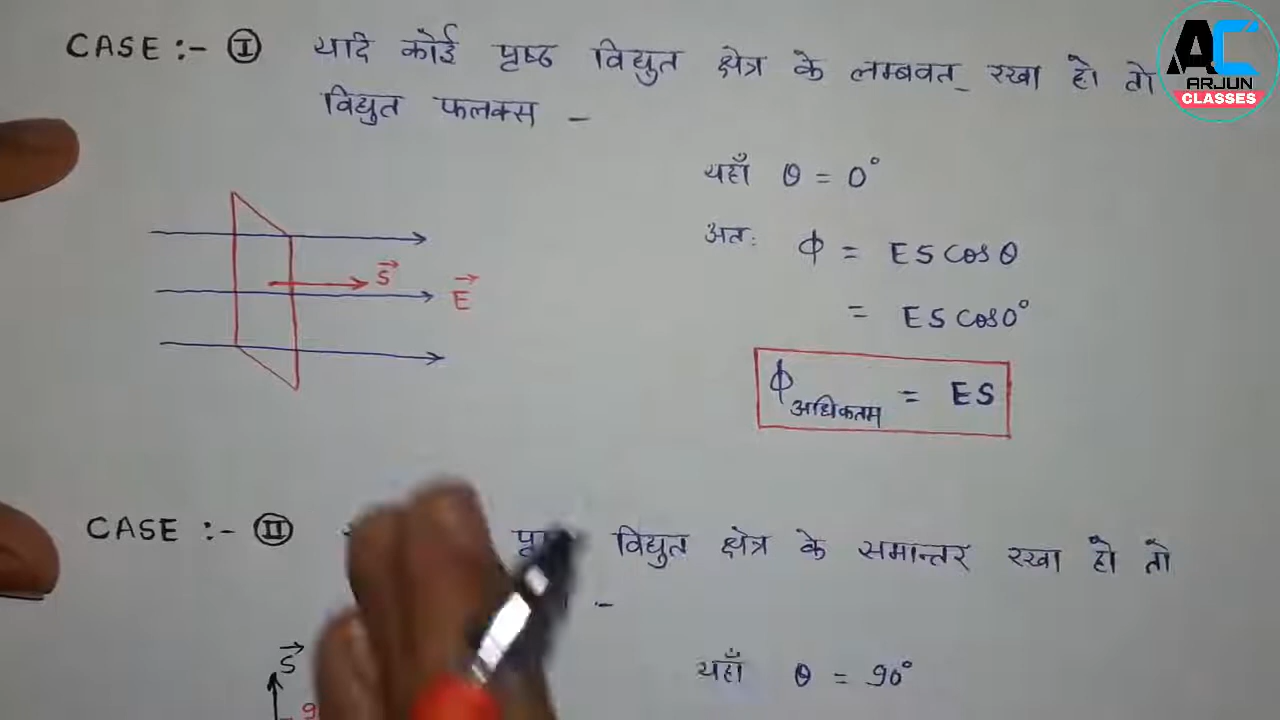 CASE :- I यदि कोई पृष्ठ विद्युत क्षेत्र के लम्बवत् रखा हो तो
विद्युत फलक्स -
AC
ARJUN
CLASSES
यहाँ θ = 0°
अतः ϕ = ES cos θ
= ES cos 0°
S⃗
E⃗
ϕ अधिकतम = ES
CASE :- II विद्युत क्षेत्र के समान्तर रखा हो तो
:-
S⃗
यहाँ θ = 90°